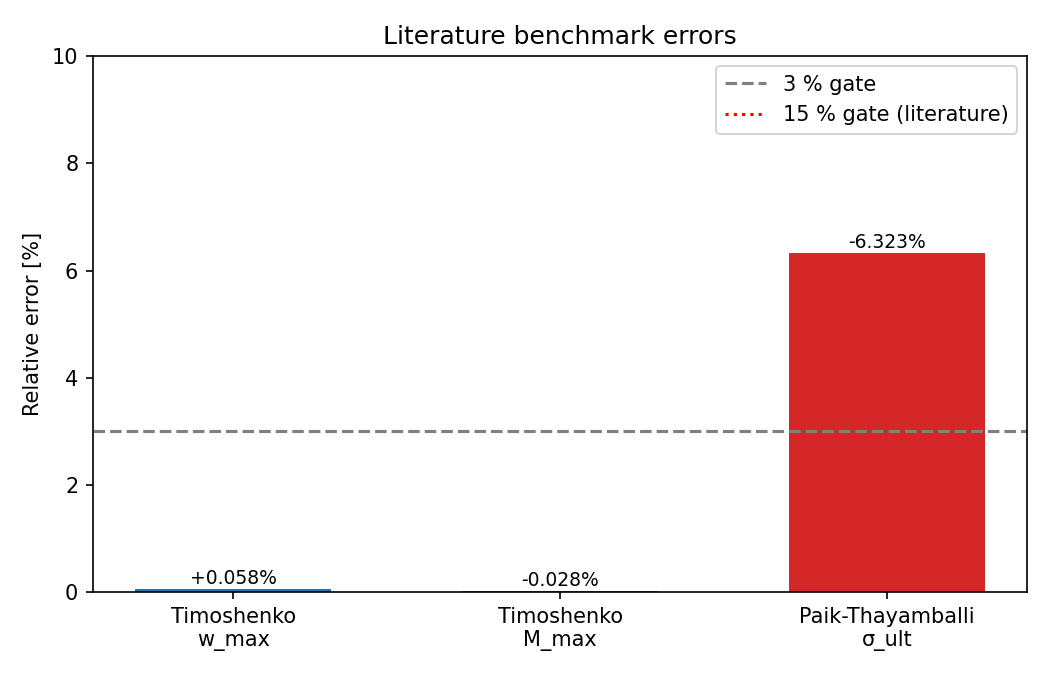 Literature benchmark errors
10
8
6
4
2
0
Relative error [%]
3 % gate
15 % gate (literature)
+0.058%
-0.028%
-6.323%
Timoshenko
w_max
Timoshenko
M_max
Paik-Thayamballi
σ_ult